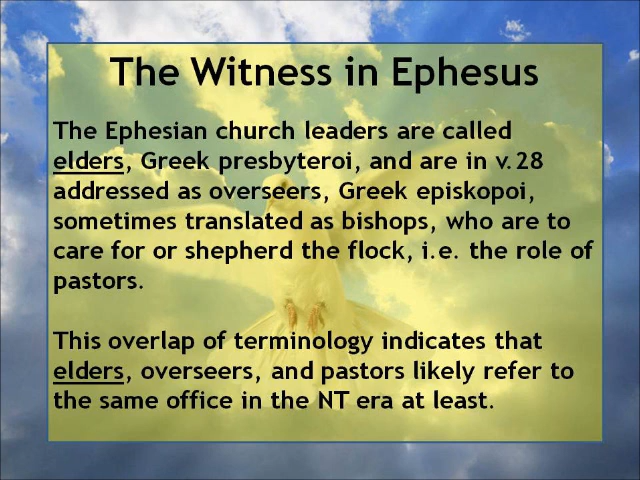 The Witness in Ephesus
The Ephesian church leaders are called
elders, Greek presbyteroi, and are in v.28
addressed as overseers, Greek episkopoi,
sometimes translated as bishops, who are to
care for or shepherd the flock, i.e. the role of
pastors.
This overlap of terminology indicates that
elders, overseers, and pastors likely refer to
the same office in the NT era at least.